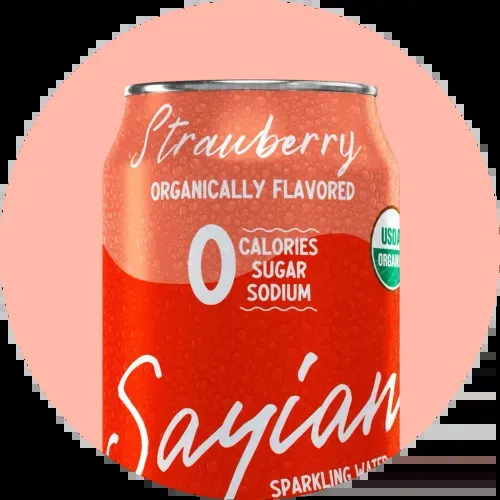 Strawberry
ORGANICALLY FLAVORED
0 CALORIES
SUGAR
SODIUM
USDA
ORGANIC
Sayian
SPARKLING WATER